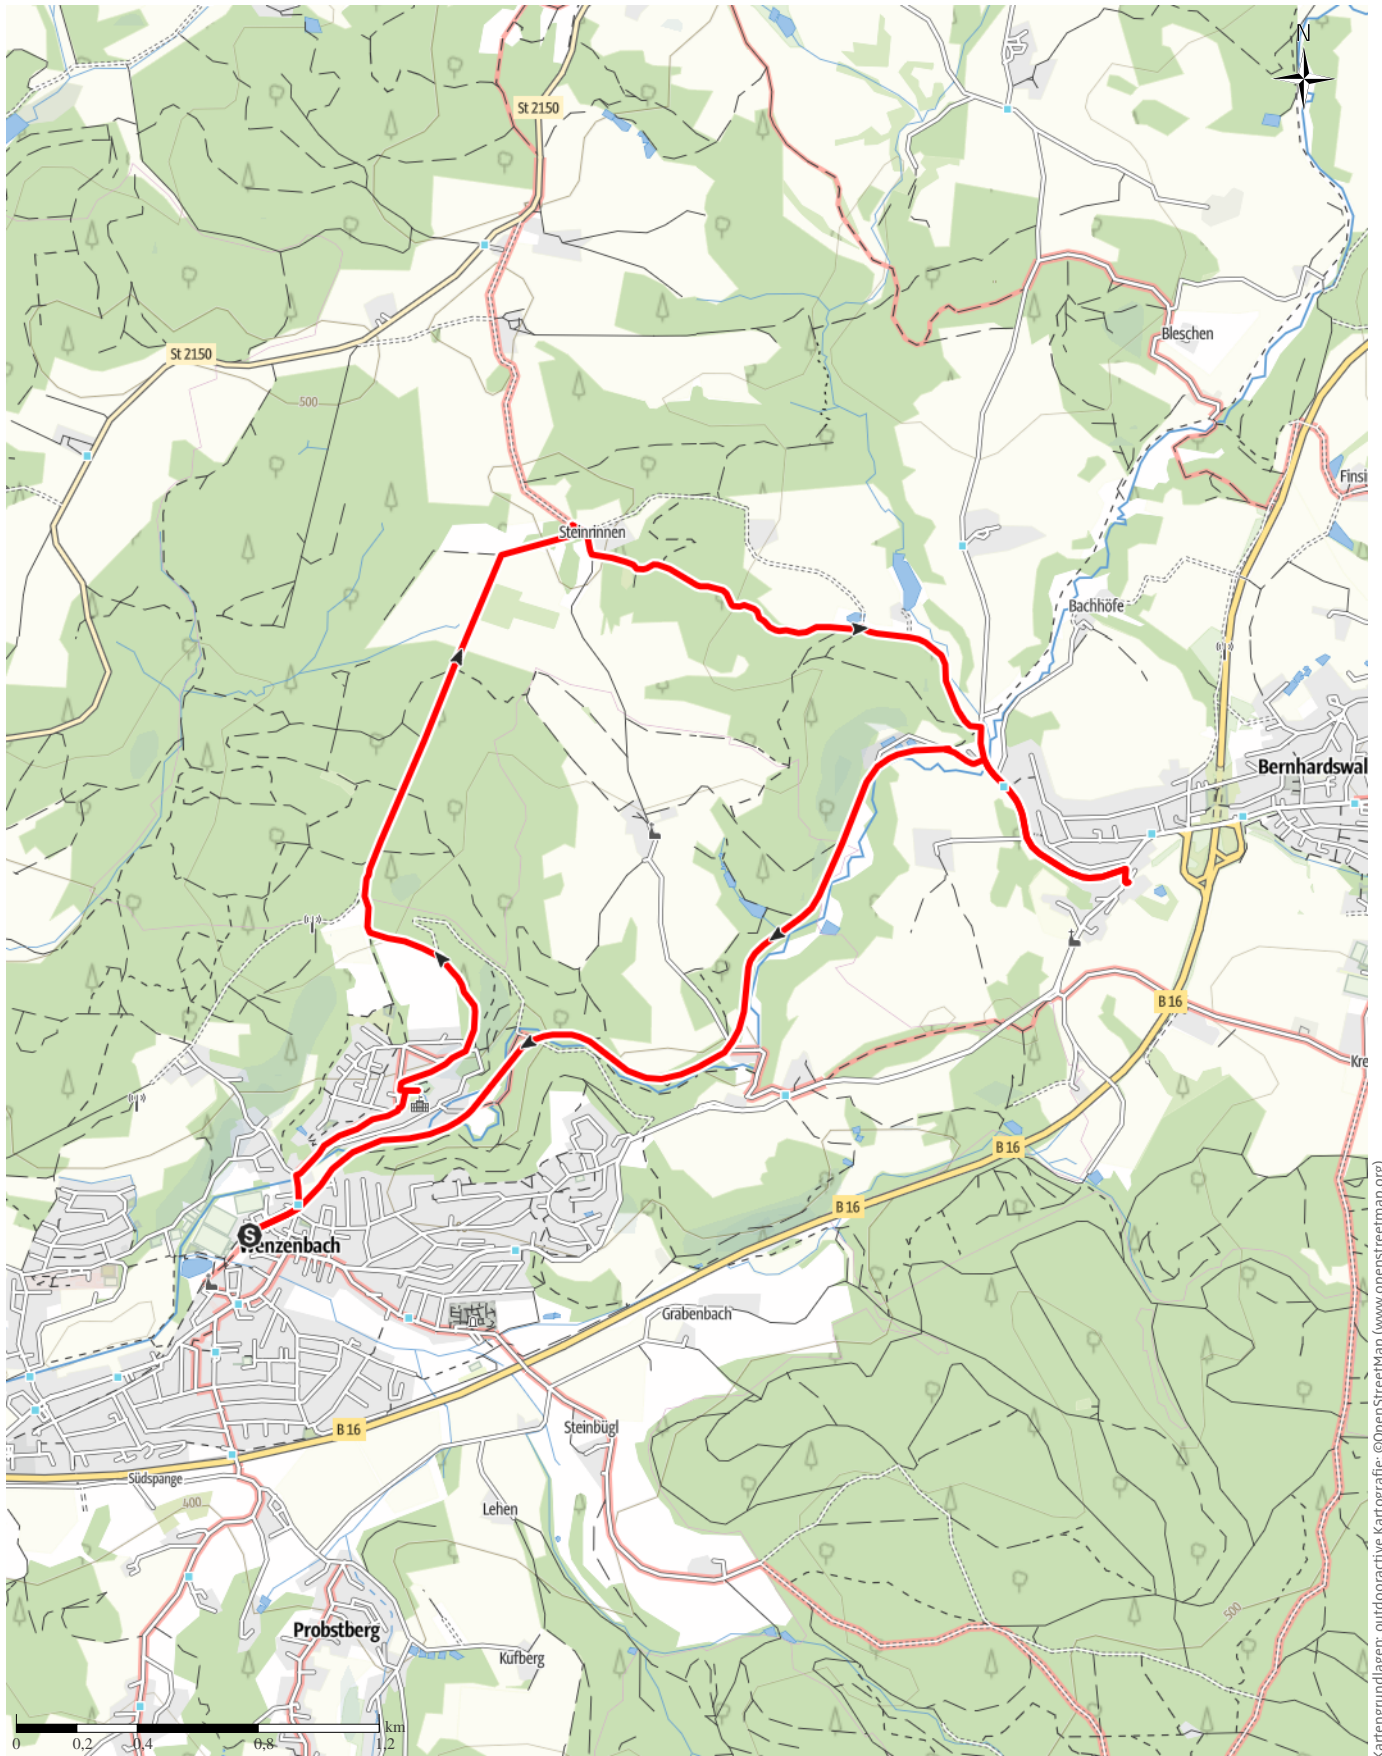 N
St 2150
St 2150
Bleschen
500
Finsi
Steinrinnen
Bachhöfe
Bernhardswal
B 16
Kre
B 16
B 16
S
Wenzenbach
Grabenbach
Steinbügl
B 16
Südspange
400
Lehen
500
Probstberg
Kufberg
km
0
0,2
0,4
0,8
1,2
Kartengrundlagen: outdooractive Kartografie; ©OpenStreetMap (www.openstreetmap.org)